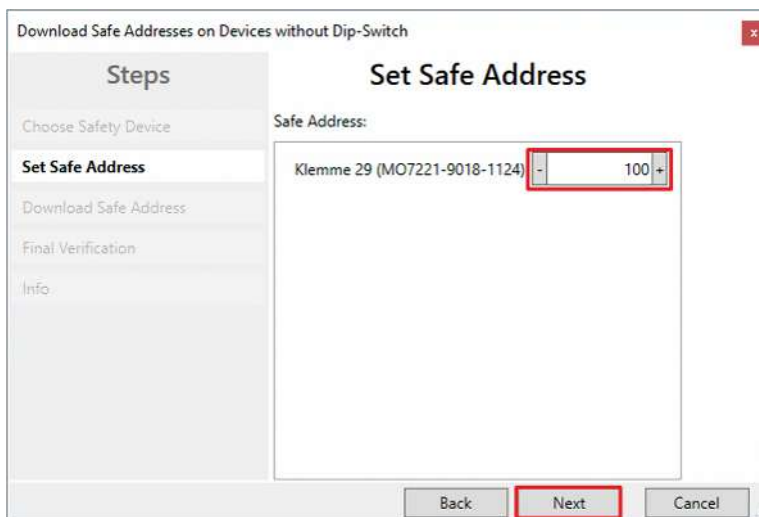 Download Safe Addresses on Devices without Dip-Switch
x
Steps
Choose Safety Device
Set Safe Address
Download Safe Address
Final Verification
Info
Set Safe Address
Safe Address:
Klemme 29 (MO7221-9018-1124) - 100 +
Back Next Cancel